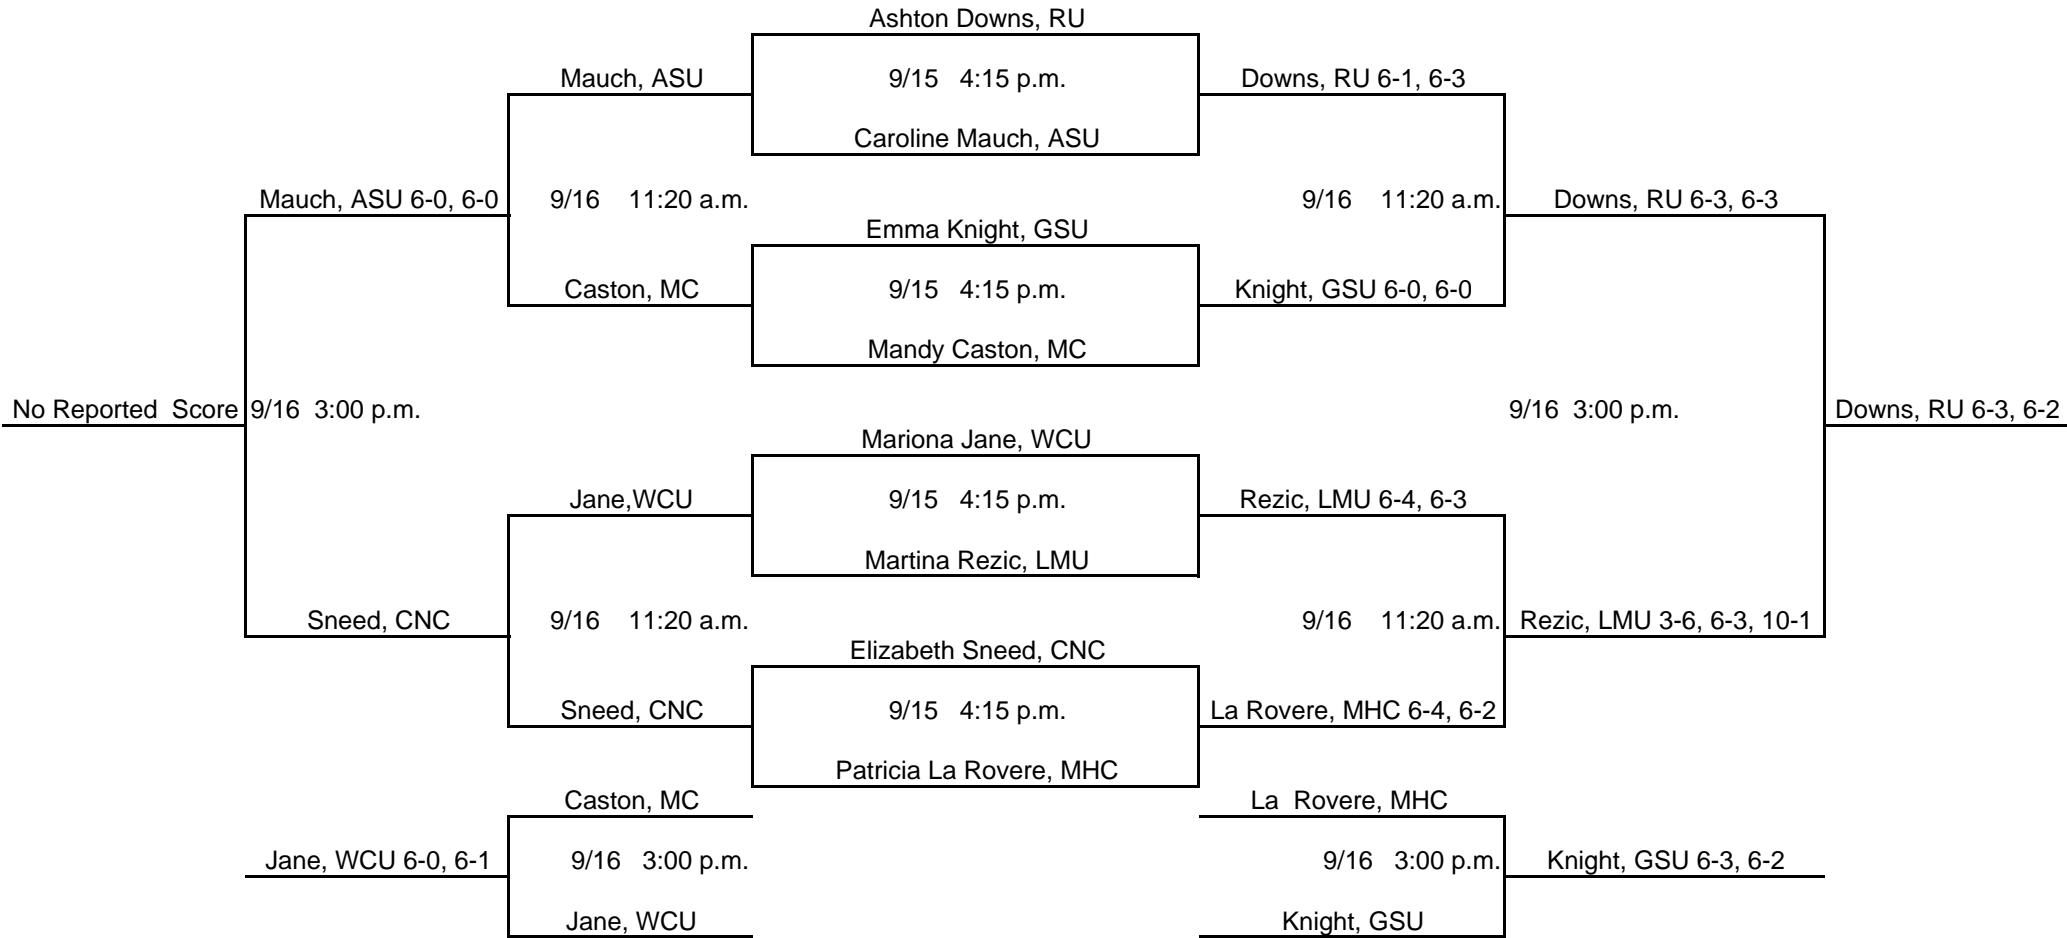 Ashton Downs, RU
Mauch, ASU
9/15 4:15 p.m.
Downs, RU 6-1, 6-3
Caroline Mauch, ASU
Mauch, ASU 6-0, 6-0
9/16 11:20 a.m.
9/16 11:20 a.m.
Downs, RU 6-3, 6-3
Emma Knight, GSU
Caston, MC
9/15 4:15 p.m.
Knight, GSU 6-0, 6-0
Mandy Caston, MC
No Reported Score
9/16 3:00 p.m.
9/16 3:00 p.m.
Downs, RU 6-3, 6-2
Mariona Jane, WCU
Jane,WCU
9/15 4:15 p.m.
Rezic, LMU 6-4, 6-3
Martina Rezic, LMU
Sneed, CNC
9/16 11:20 a.m.
9/16 11:20 a.m.
Rezic, LMU 3-6, 6-3, 10-1
Elizabeth Sneed, CNC
Sneed, CNC
9/15 4:15 p.m.
La Rovere, MHC 6-4, 6-2
Patricia La Rovere, MHC
Caston, MC
La Rovere, MHC
Jane, WCU 6-0, 6-1
9/16 3:00 p.m.
9/16 3:00 p.m.
Knight, GSU 6-3, 6-2
Jane, WCU
Knight, GSU